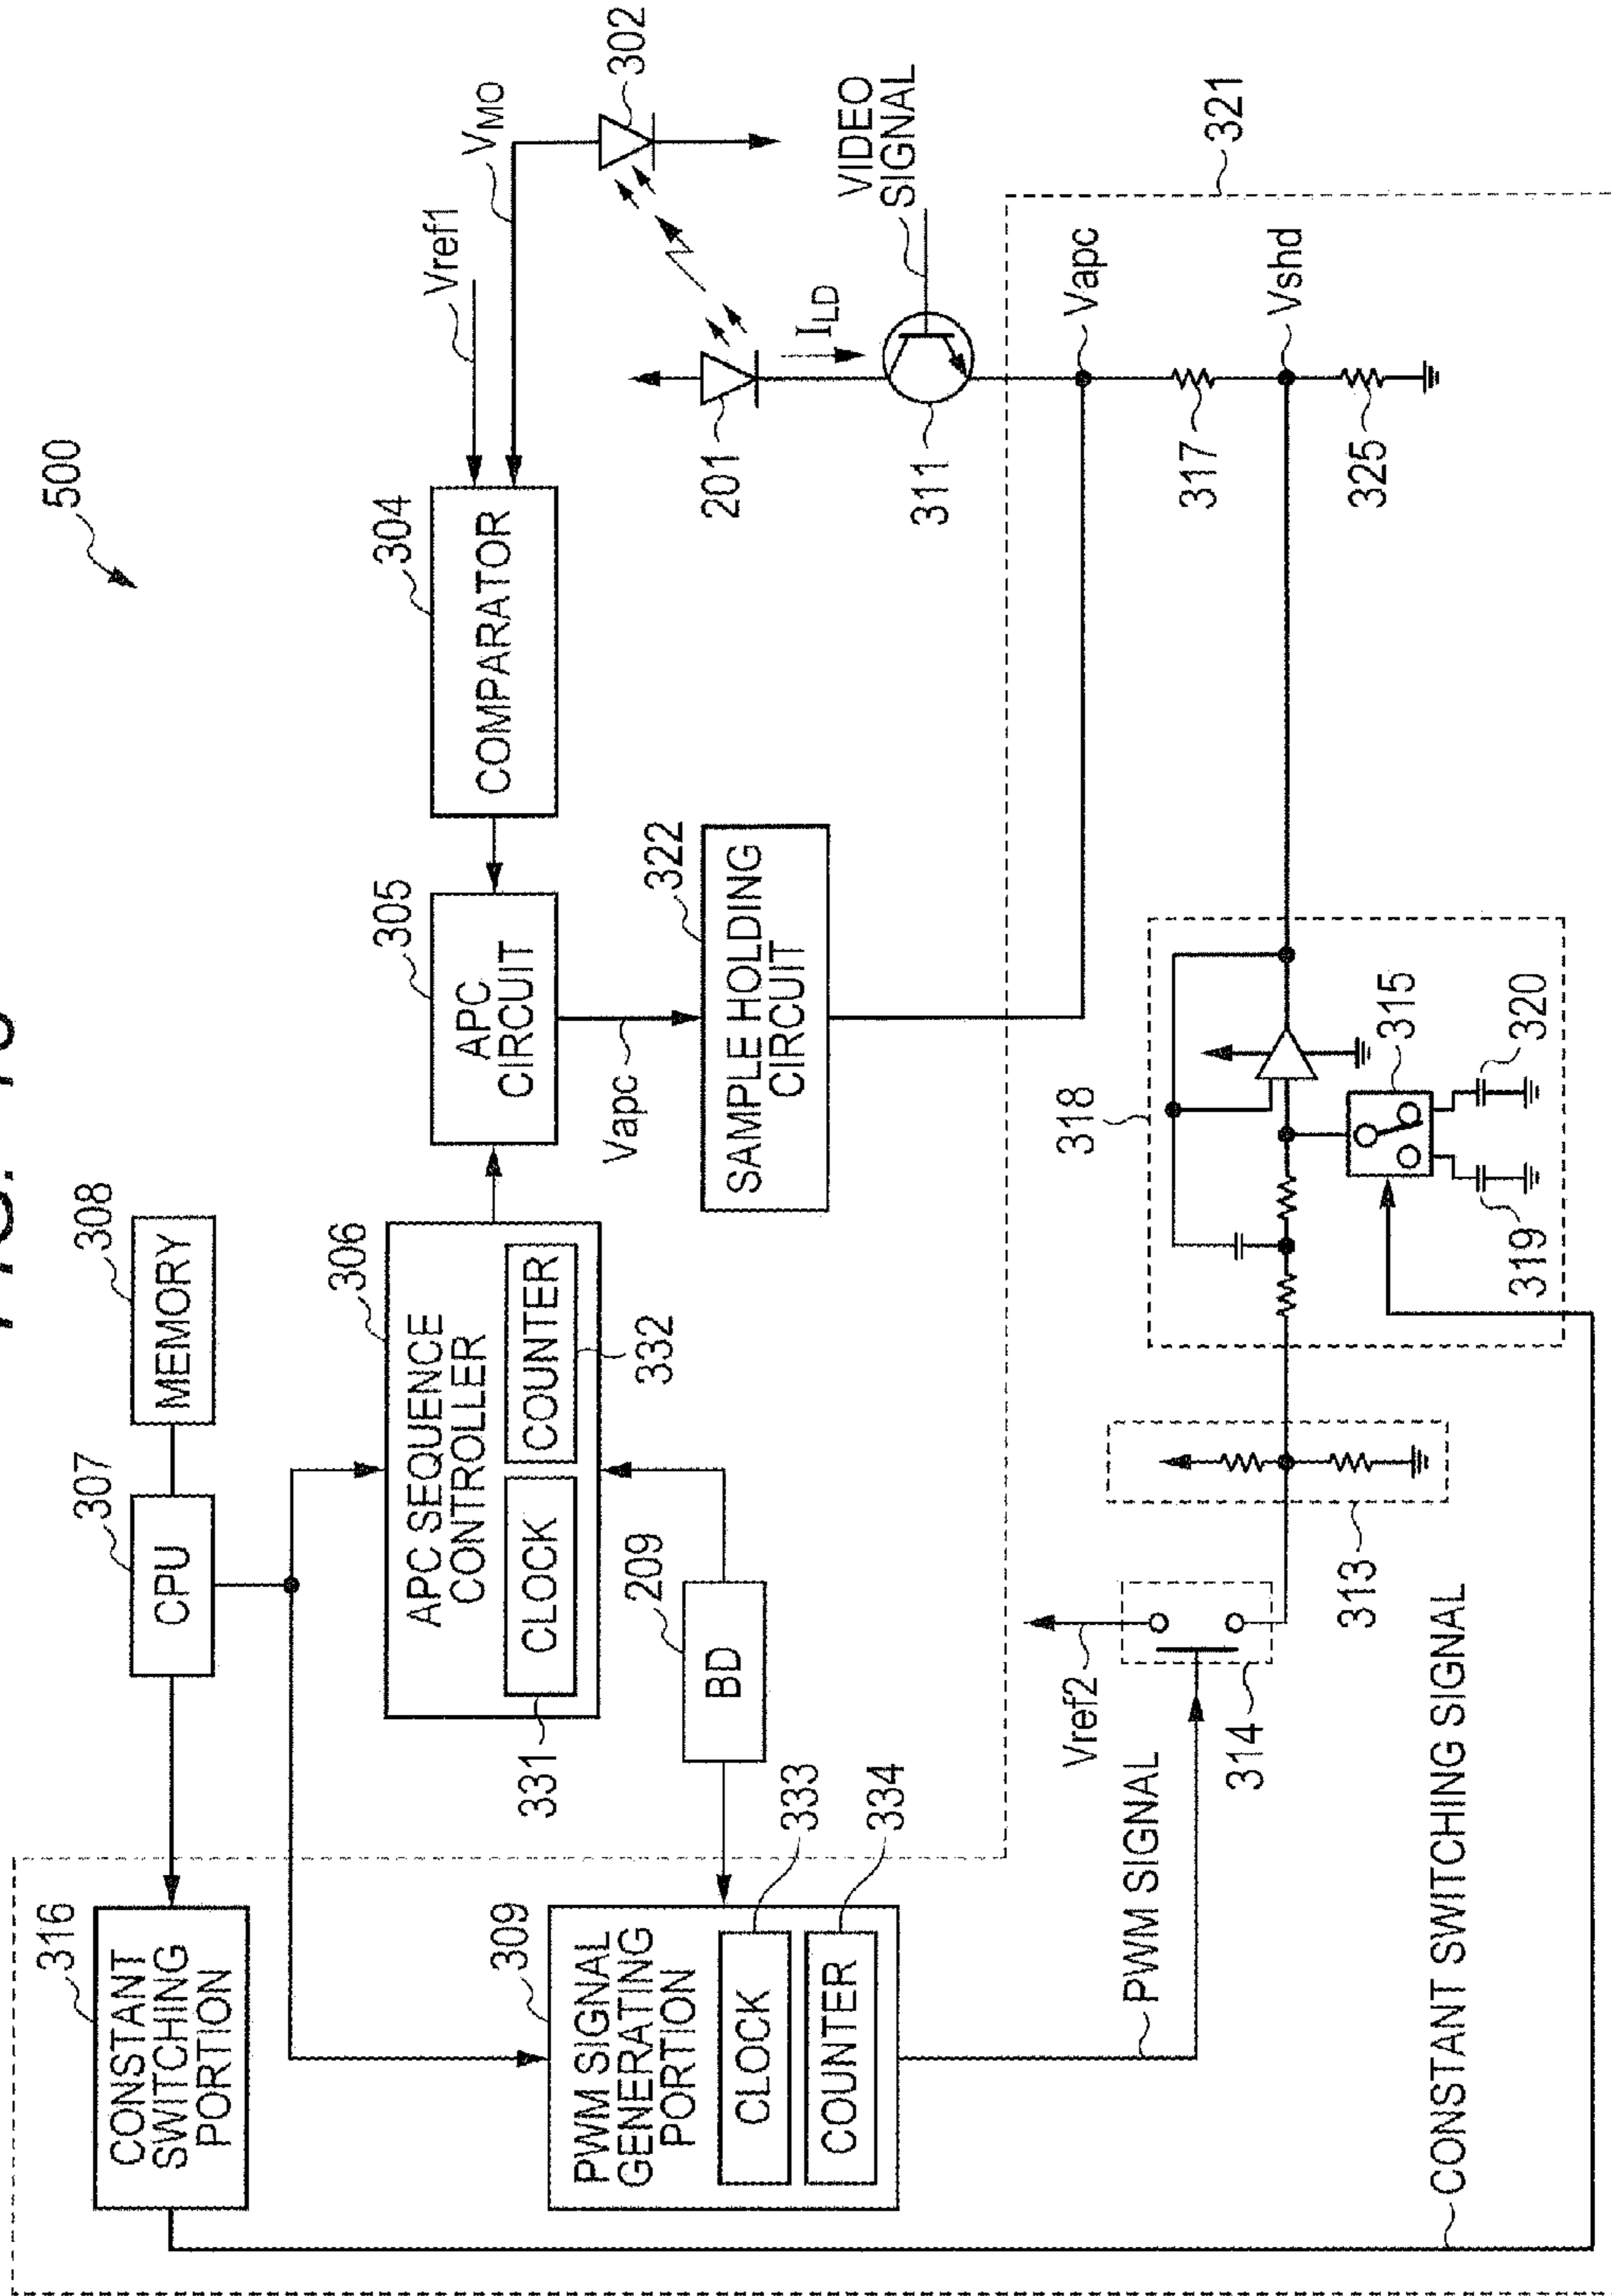 500
316
CONSTANT
SWITCHING
PORTION
307
CPU
308
MEMORY
306
APC SEQUENCE
CONTROLLER
CLOCK
COUNTER
331
332
305
APC
CIRCUIT
304
COMPARATOR
Vref1
VMO
302
309
PWM SIGNAL
GENERATING
PORTION
CLOCK
COUNTER
333
334
209
BD
Vapc
322
SAMPLE HOLDING
CIRCUIT
201
ILD
VIDEO
SIGNAL
311
321
Vapc
317
Vshd
325
Vref2
PWM SIGNAL
314
313
318
315
319
320
CONSTANT SWITCHING SIGNAL